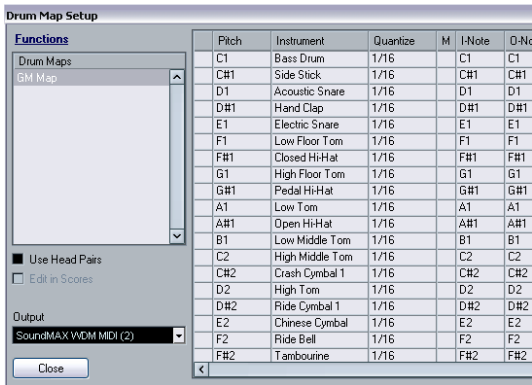 Drum Map Setup
Functions
Drum Maps
GM Map
Use Head Pairs
Edit in Scores
Output
SoundMAX WDM MIDI (2)
Close
Pitch Instrument Quantize M I-Note O-No
C1 Bass Drum 1/16 C1 C1
C#1 Side Stick 1/16 C#1 C#1
D1 Acoustic Snare 1/16 D1 D1
D#1 Hand Clap 1/16 D#1 D#1
E1 Electric Snare 1/16 E1 E1
F1 Low Floor Tom 1/16 F1 F1
F#1 Closed Hi-Hat 1/16 F#1 F#1
G1 High Floor Tom 1/16 G1 G1
G#1 Pedal Hi-Hat 1/16 G#1 G#1
A1 Low Tom 1/16 A1 A1
A#1 Open Hi-Hat 1/16 A#1 A#1
B1 Low Middle Tom 1/16 B1 B1
C2 High Middle Tom 1/16 C2 C2
C#2 Crash Cymbal 1 1/16 C#2 C#2
D2 High Tom 1/16 D2 D2
D#2 Ride Cymbal 1 1/16 D#2 D#2
E2 Chinese Cymbal 1/16 E2 E2
F2 Ride Bell 1/16 F2 F2
F#2 Tambourine 1/16 F#2 F#2